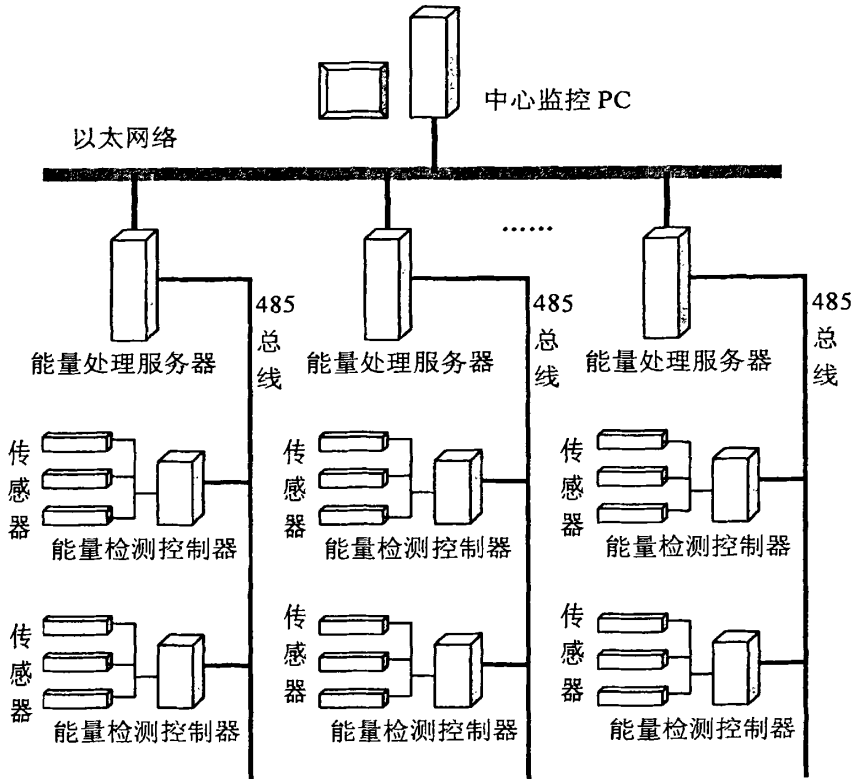 中心监控 PC
以太网络
……
485
总
线
485
总
线
485
总
线
能量处理服务器
能量处理服务器
能量处理服务器
传
感
器
传
感
器
传
感
器
能量检测控制器
能量检测控制器
能量检测控制器
传
感
器
传
感
器
传
感
器
能量检测控制器
能量检测控制器
能量检测控制器